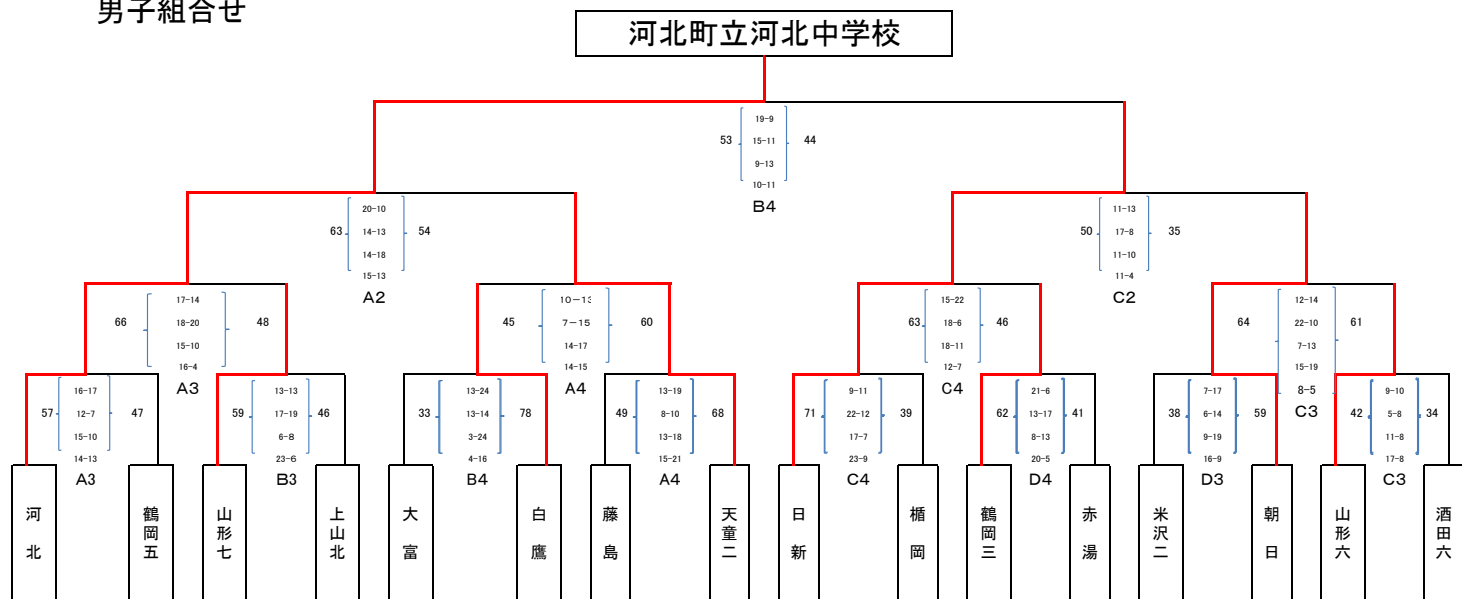 男子組合せ
河北町立河北中学校
19-9
53 15-11 44
9-13
10-11
B4
20-10
63 14-13 54
14-18
15-13
A2
11-13
50 17-8 35
11-10
11-4
C2
17-14
66 18-20 48
15-10
16-4
A3
10-13
45 7-15 60
14-17
14-15
A4
15-22
63 18-6 46
18-11
12-7
C4
12-14
64 22-10 61
7-13
15-19
8-5
C3
16-17
57 12-7 47
15-10
14-13
A3
13-13
59 17-19 46
6-8
23-6
B3
13-24
33 13-14 78
3-24
4-16
B4
13-19
49 8-10 68
13-18
15-21
A4
9-11
71 22-12 39
17-7
23-9
C4
21-6
62 13-17 41
8-13
20-5
D4
7-17
38 6-14 59
9-19
16-9
D3
9-10
42 5-8 34
11-8
17-8
C3
河北
鶴岡五
山形七
上山北
大富
白鷹
藤島
天童二
日新
楯岡
鶴岡三
赤湯
米沢二
朝日
山形六
酒田六